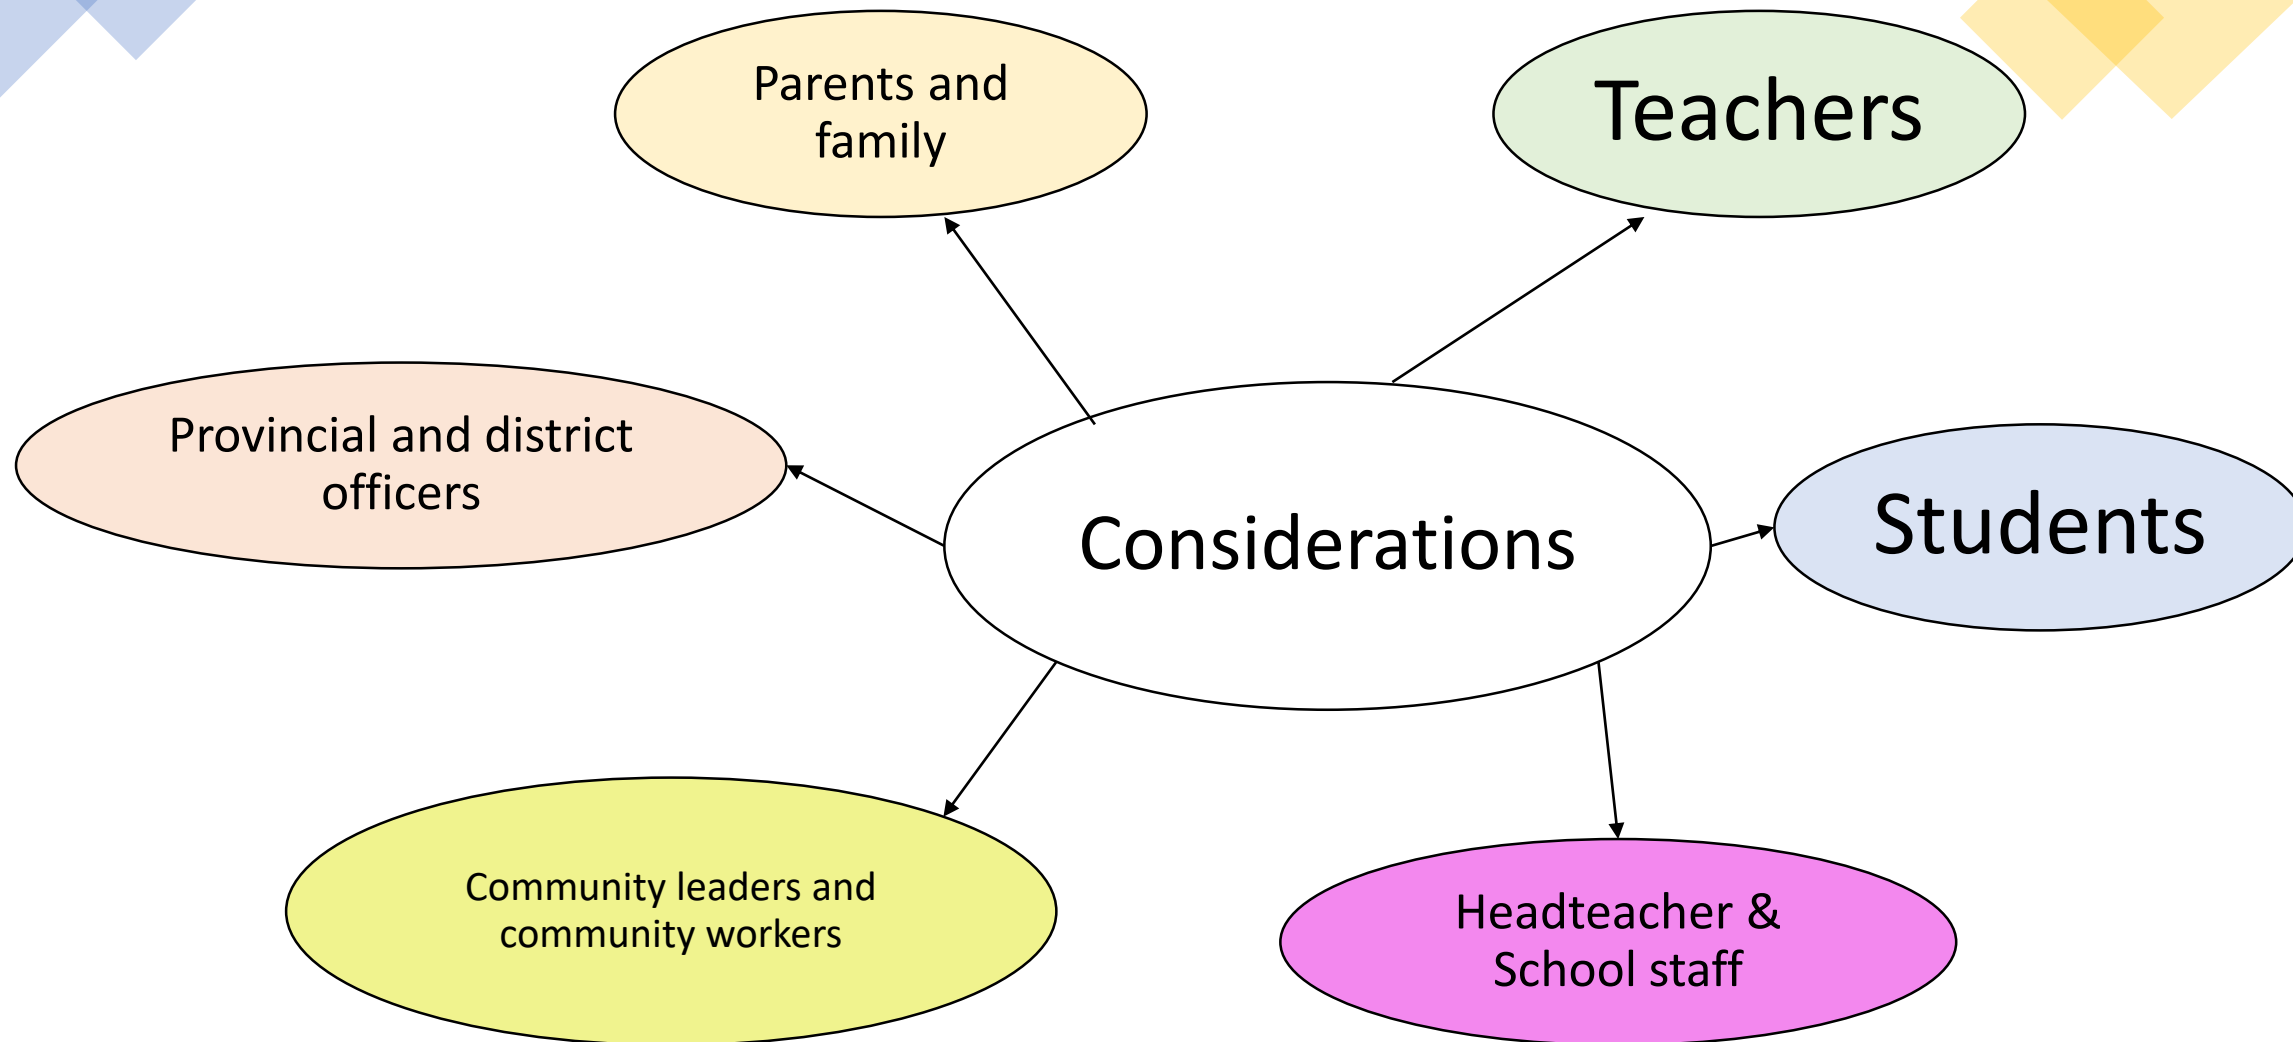 Parents and
family
Teachers
Provincial and district
officers
Considerations
Students
Community leaders and
community workers
Headteacher &
School staff